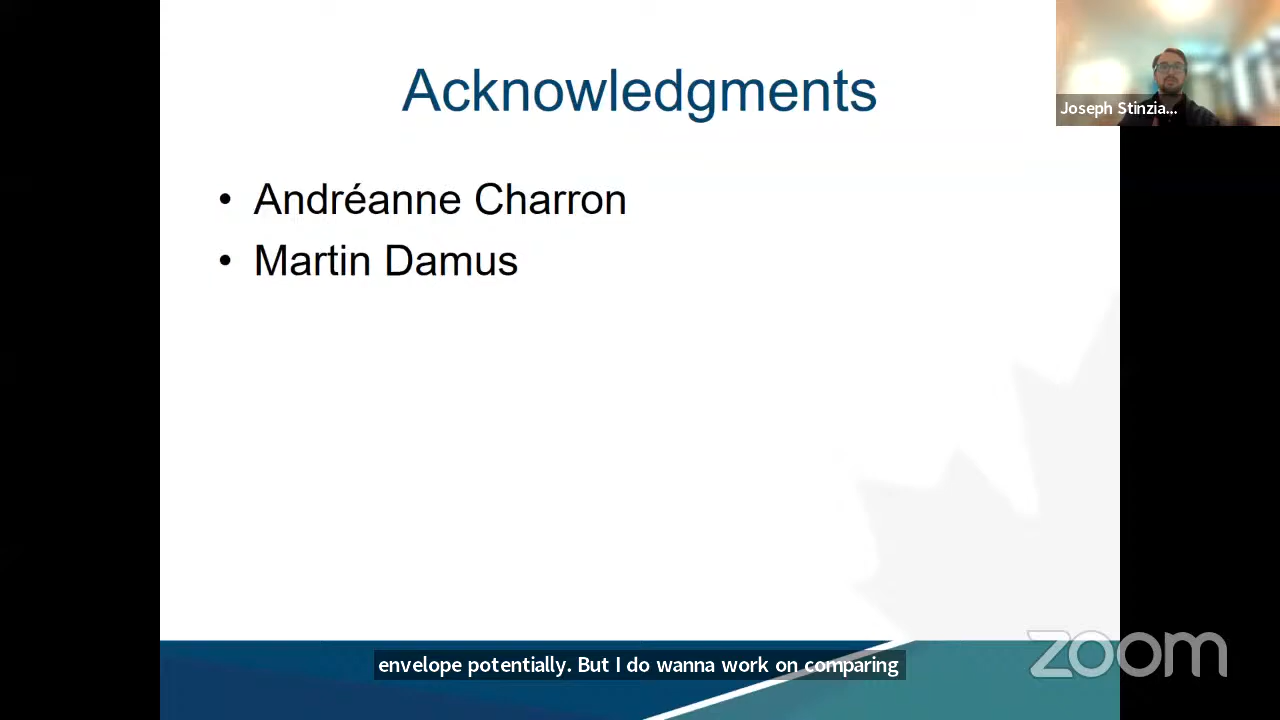 Acknowledgments
Joseph Stinzia...
• Andréanne Charron
• Martin Damus
envelope potentially. But I do wanna work on comparing
zoom